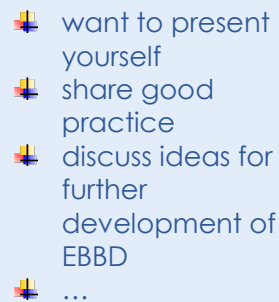 want to present
yourself
share good
practice
discuss ideas for
further
development of
EBBD
…